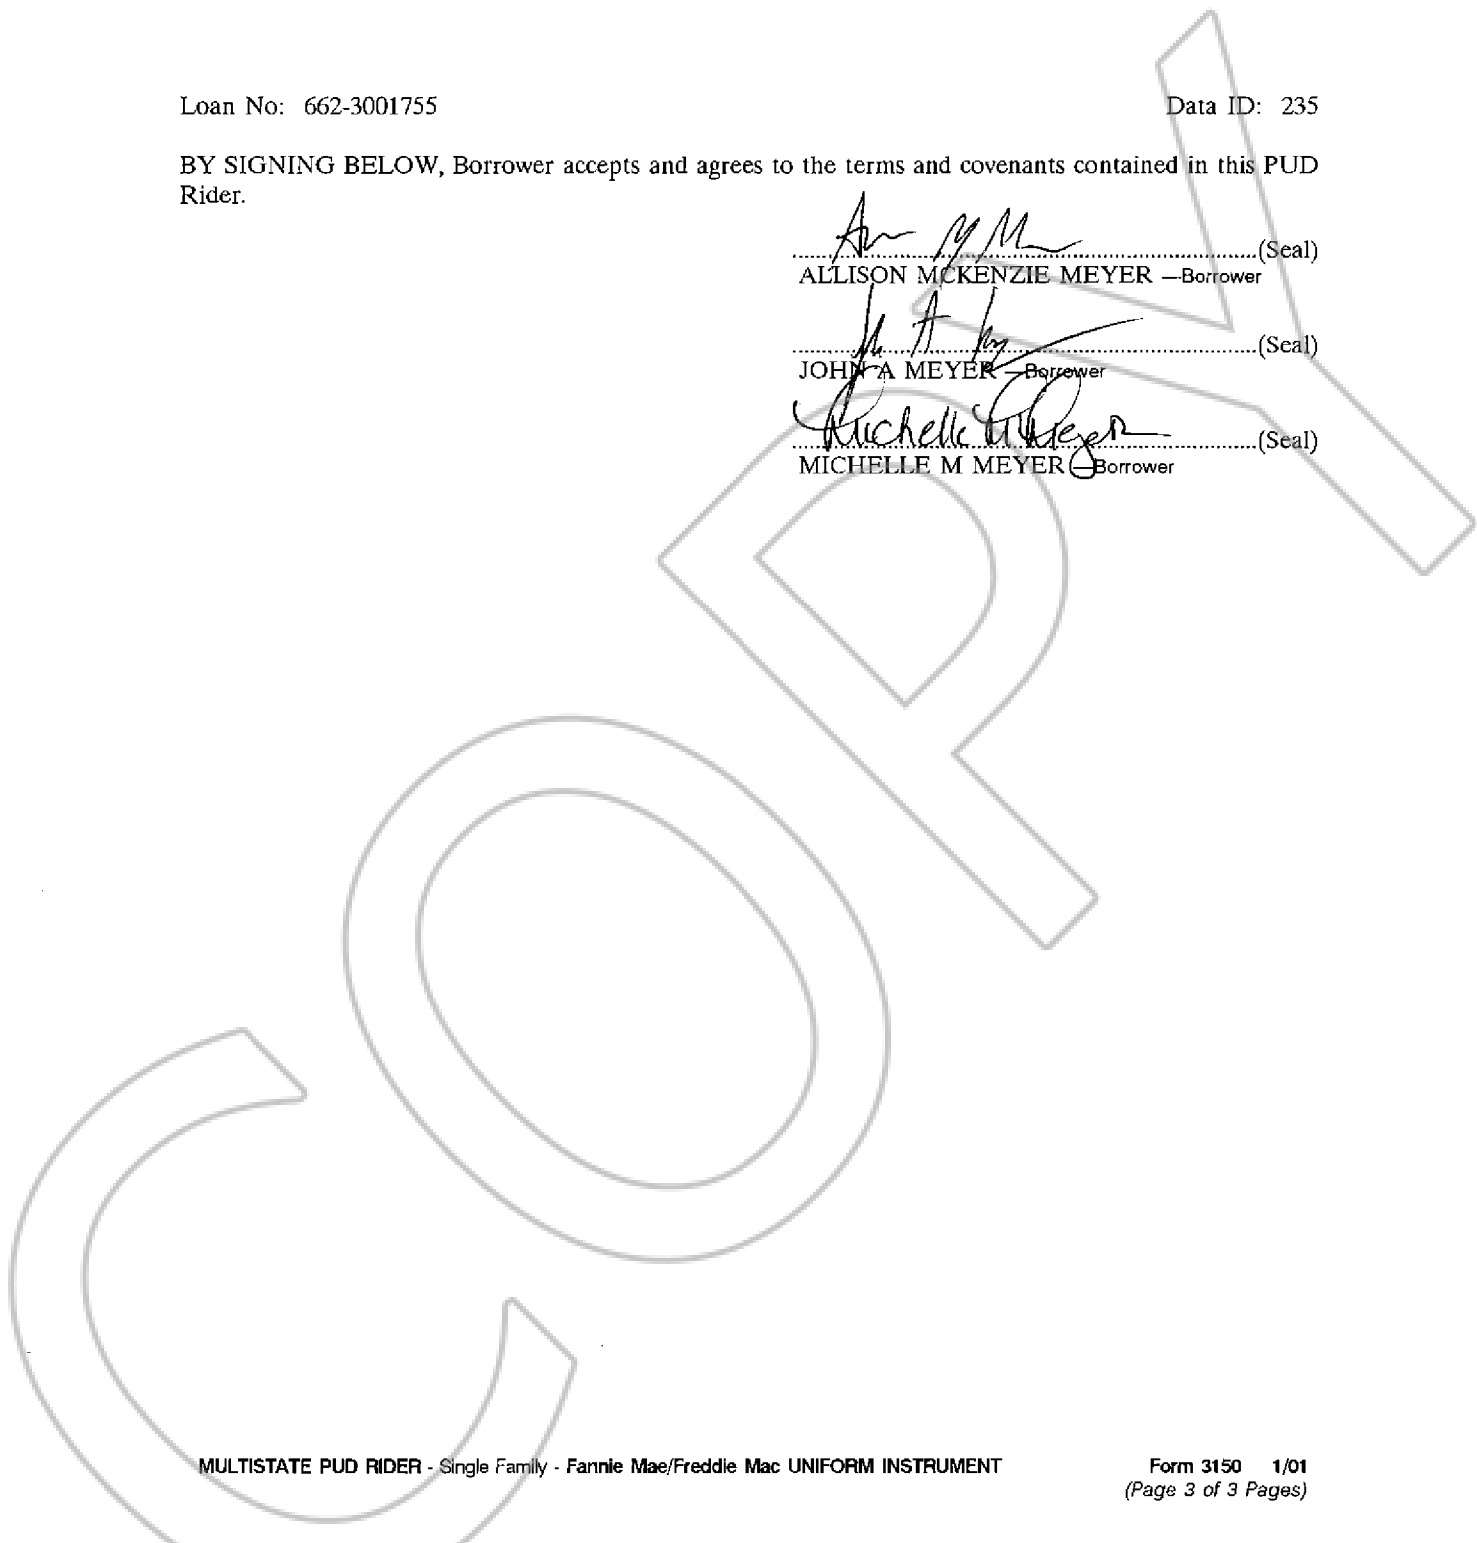 Loan No: 662-3001755 Data ID: 235
BY SIGNING BELOW, Borrower accepts and agrees to the terms and covenants contained in this PUD
Rider.
(Seal)
ALLISON MCKENZIE MEYER —Borrower
(Seal)
JOHN A MEYER —Borrower
Michelle M Meyer (Seal)
MICHELLE M MEYER —Borrower
COPY
MULTISTATE PUD RIDER - Single Family - Fannie Mae/Freddie Mac UNIFORM INSTRUMENT Form 3150 1/01
(Page 3 of 3 Pages)